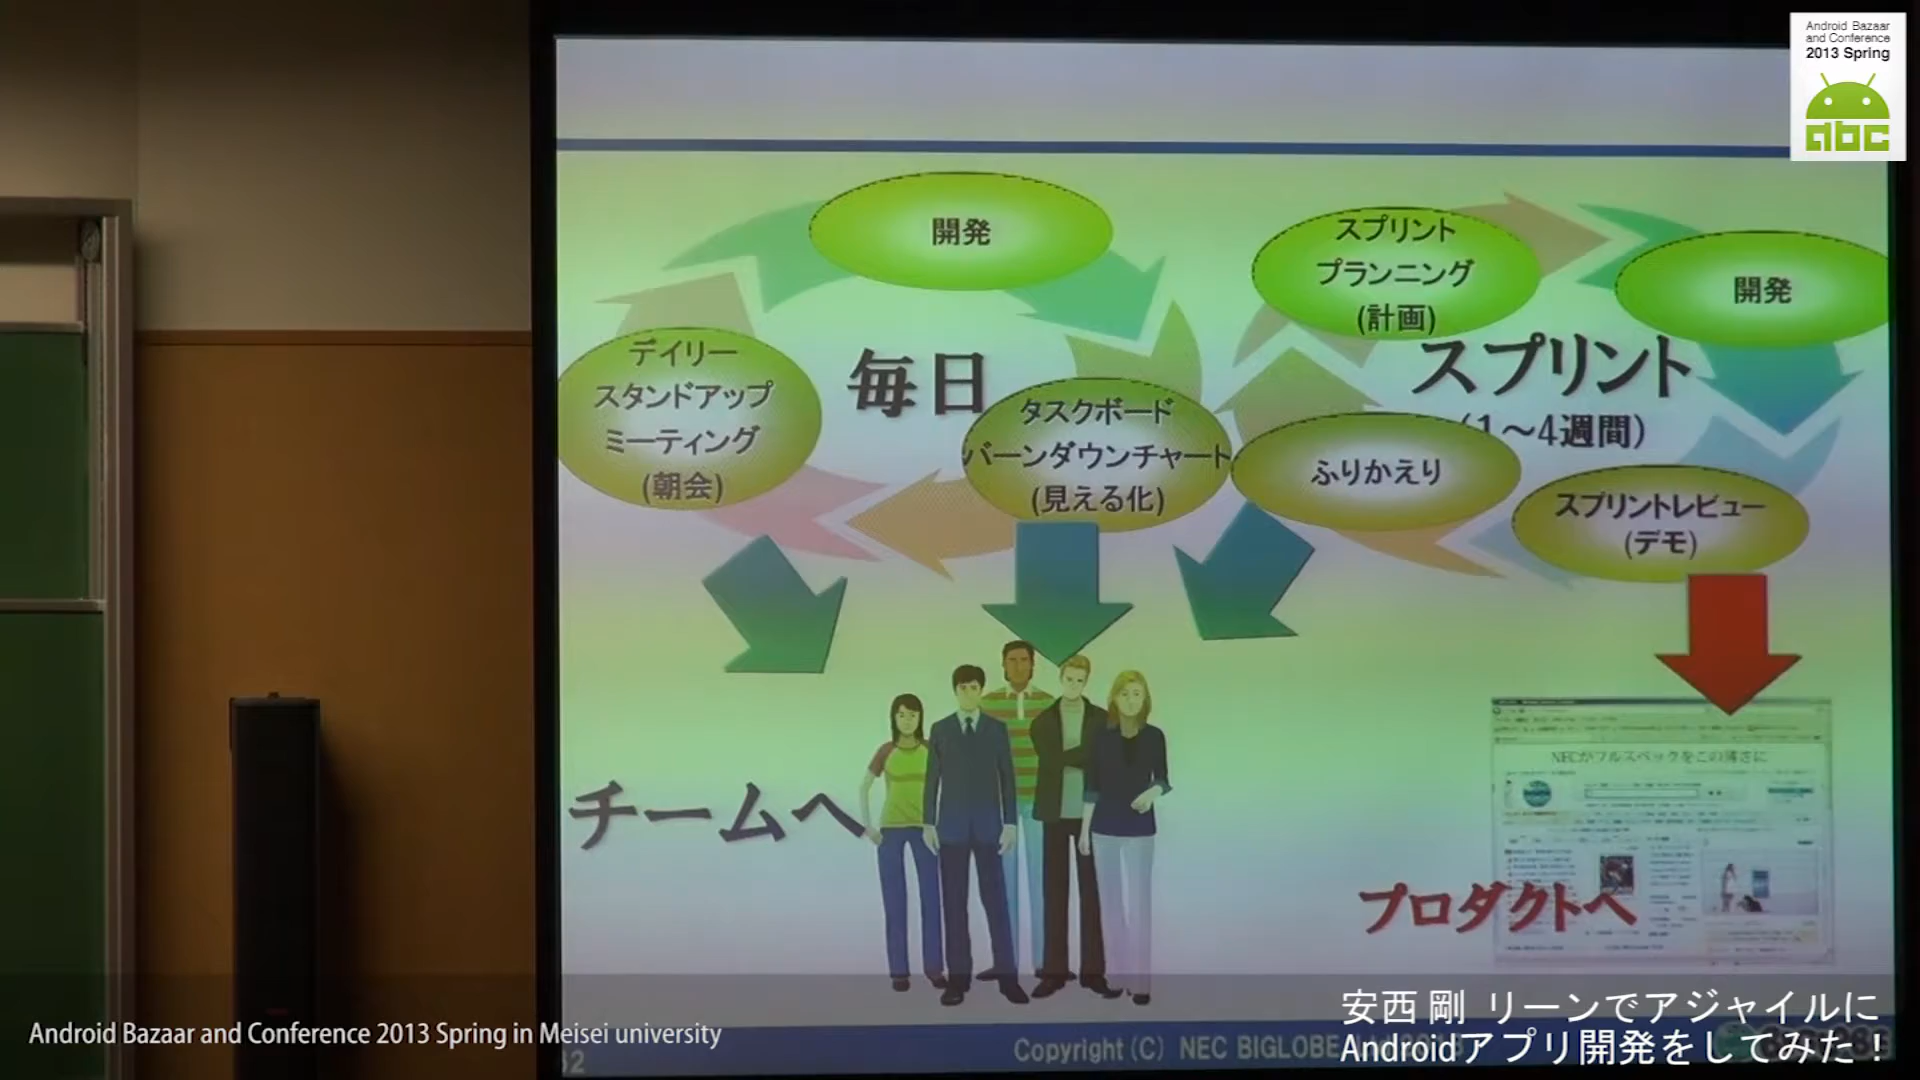 Android Bazaar
and Conference
2013 Spring
abc
開発
デイリー
スタンドアップ
ミーティング
(朝会)
毎日
タスクボード
バーンダウンチャート
(見える化)
スプリント
プランニング
(計画)
開発
スプリント
(1～4週間)
ふりかえり
スプリントレビュー
(デモ)
チームへ
NECがフルスペックをこの薄さに
プロダクトへ
安西 剛 リーンでアジャイルに
Androidアプリ開発をしてみた！
Android Bazaar and Conference 2013 Spring in Meisei university
Copyright (C) NEC BIGLOBE